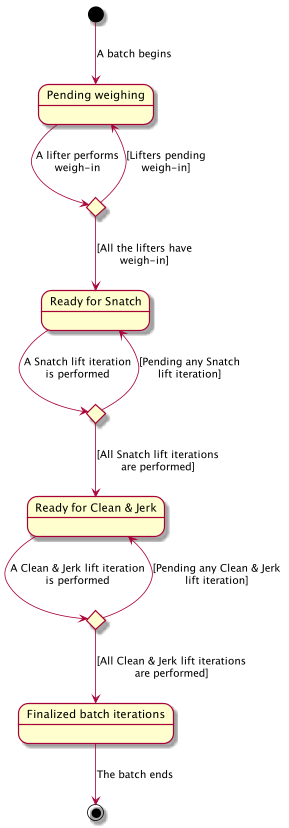 A batch begins
Pending weighing
A lifter performs
weigh-in
[Lifters pending
weigh-in]
[All the lifters have
weigh-in]
Ready for Snatch
A Snatch lift iteration
is performed
[Pending any Snatch
lift iteration]
[All Snatch lift iterations
are performed]
Ready for Clean & Jerk
A Clean & Jerk lift iteration
is performed
[Pending any Clean & Jerk
lift iteration]
[All Clean & Jerk lift iterations
are performed]
Finalized batch iterations
The batch ends